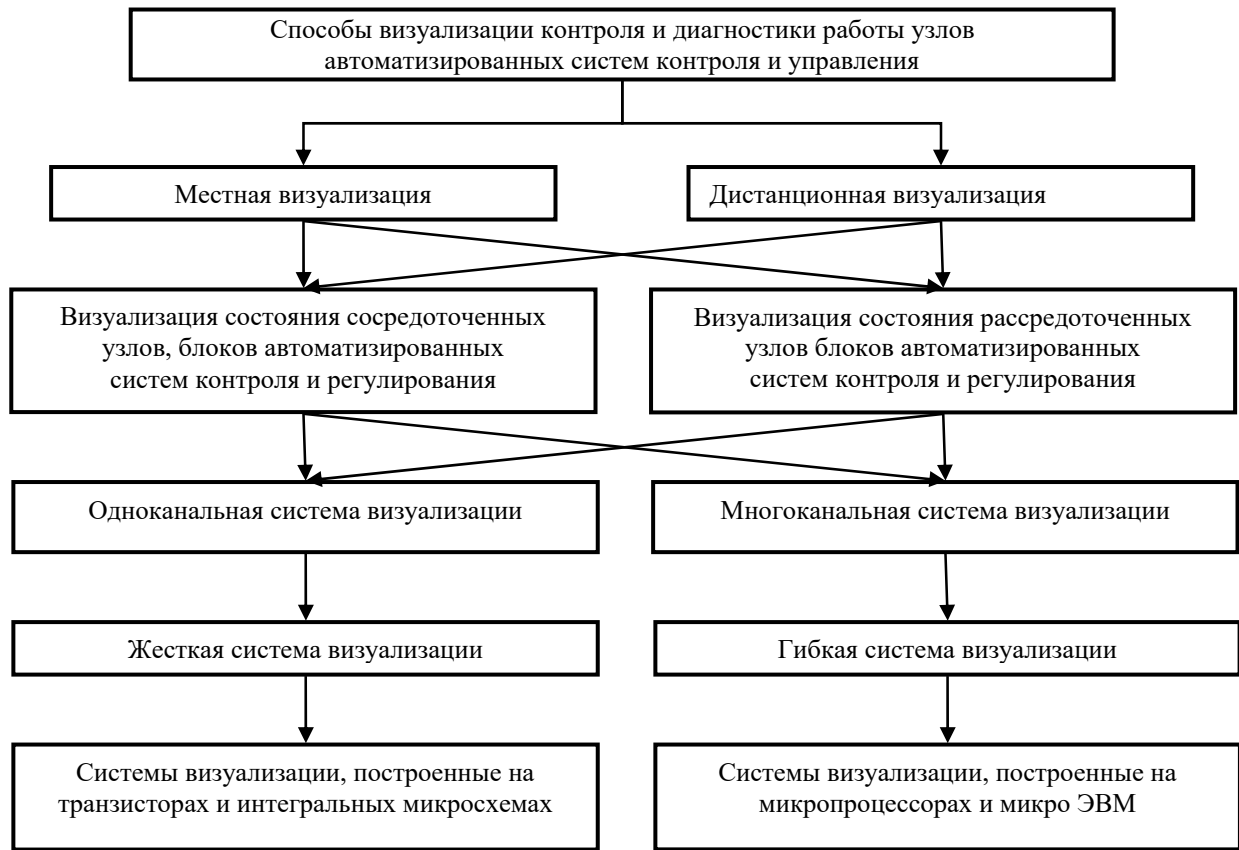 Способы визуализации контроля и диагностики работы узлов
автоматизированных систем контроля и управления
Местная визуализация
Дистанционная визуализация
Визуализация состояния сосредоточенных
узлов, блоков автоматизированных
систем контроля и регулирования
Визуализация состояния рассредоточенных
узлов блоков автоматизированных
систем контроля и регулирования
Одноканальная система визуализации
Многоканальная система визуализации
Жесткая система визуализации
Гибкая система визуализации
Системы визуализации, построенные на
транзисторах и интегральных микросхемах
Системы визуализации, построенные на
микропроцессорах и микро ЭВМ